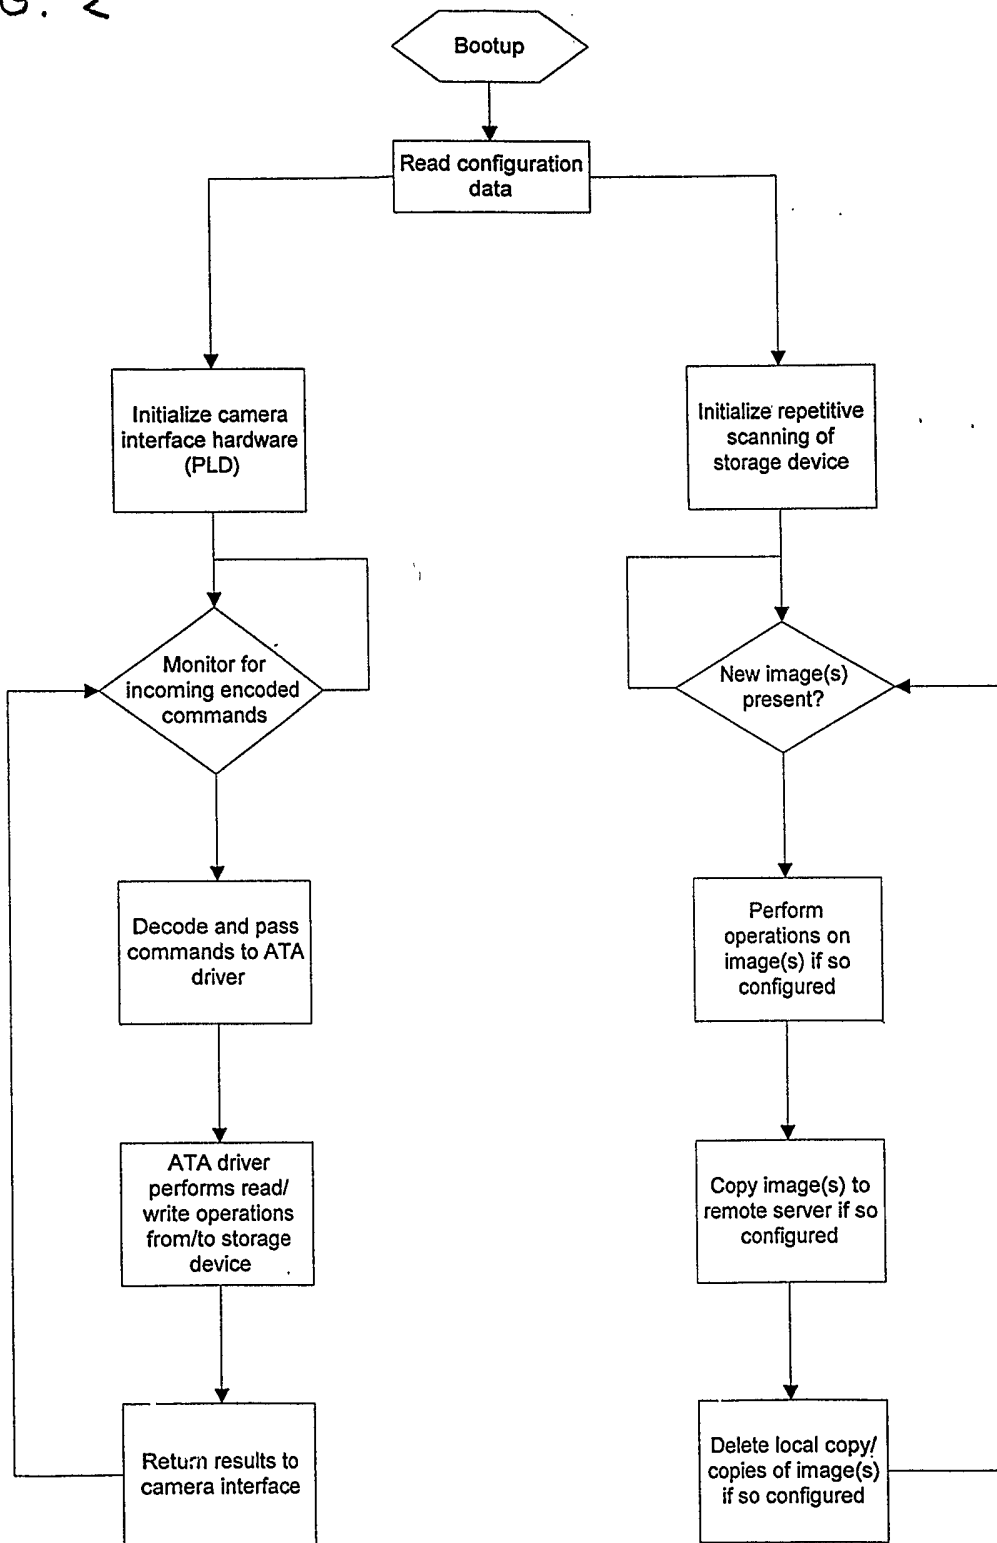 G. 2
Bootup
Read configuration
data
Initialize camera
interface hardware
(PLD)
Initialize repetitive
scanning of
storage device
Monitor for
incoming encoded
commands
New image(s)
present?
Decode and pass
commands to ATA
driver
Perform
operations on
image(s) if so
configured
ATA driver
performs read/
write operations
from/to storage
device
Copy image(s) to
remote server if so
configured
Return results to
camera interface
Delete local copy/
copies of image(s)
if so configured